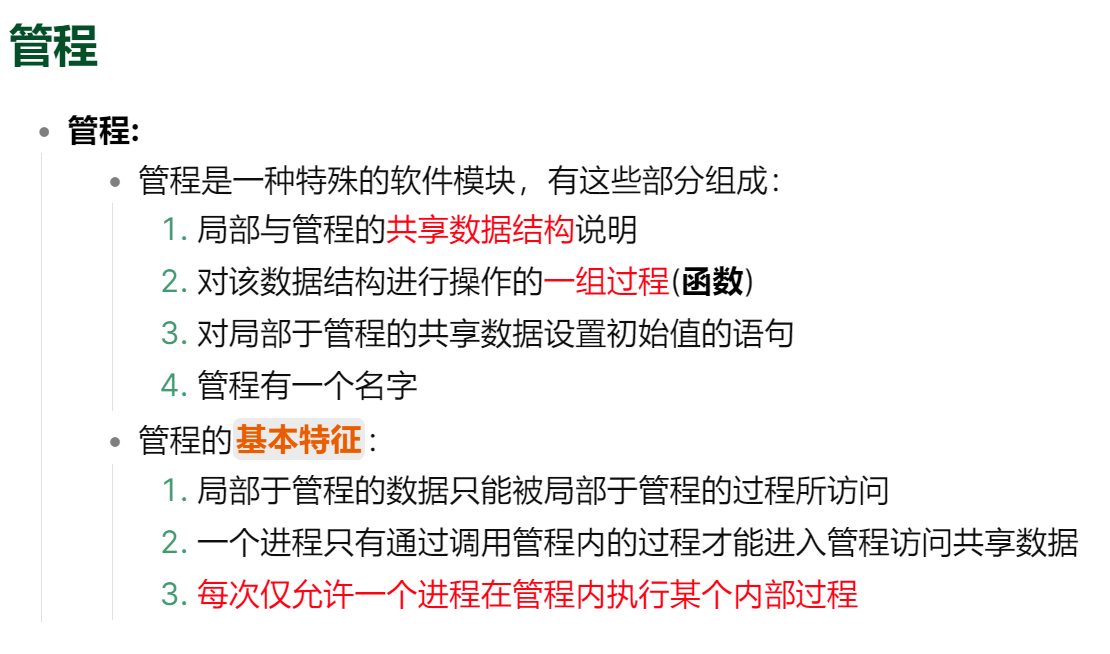 管程
管程:
管程是一种特殊的软件模块，有这些部分组成：
1. 局部与管程的共享数据结构说明
2. 对该数据结构进行操作的一组过程(函数)
3. 对局部于管程的共享数据设置初始值的语句
4. 管程有一个名字
管程的基本特征：
1. 局部于管程的数据只能被局部于管程的过程所访问
2. 一个进程只有通过调用管程内的过程才能进入管程访问共享数据
3. 每次仅允许一个进程在管程内执行某个内部过程